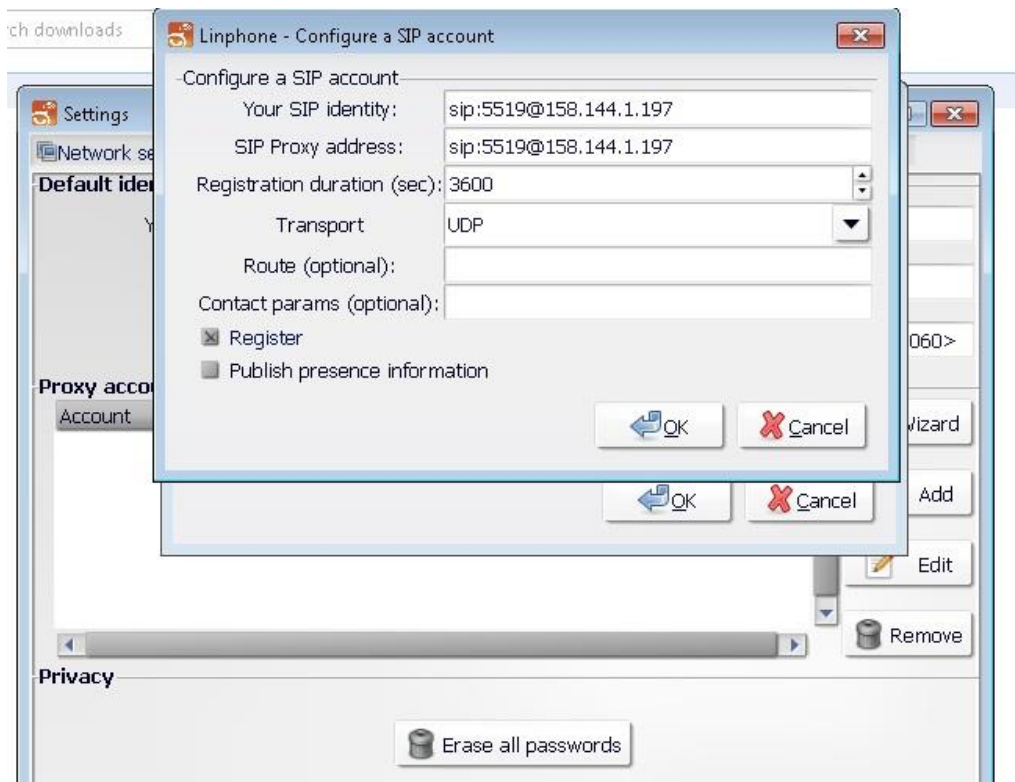 ch downloads
Linphone - Configure a SIP account
Configure a SIP account
Your SIP identity: sip:5519@158.144.1.197
SIP Proxy address: sip:5519@158.144.1.197
Registration duration (sec): 3600
Transport UDP
Route (optional):
Contact params (optional):
Register
Publish presence information
OK Cancel
Settings
Network se
Default iden
Y
060>
Proxy accou
Account
Wizard
OK Cancel
Add
Edit
Remove
Privacy
Erase all passwords